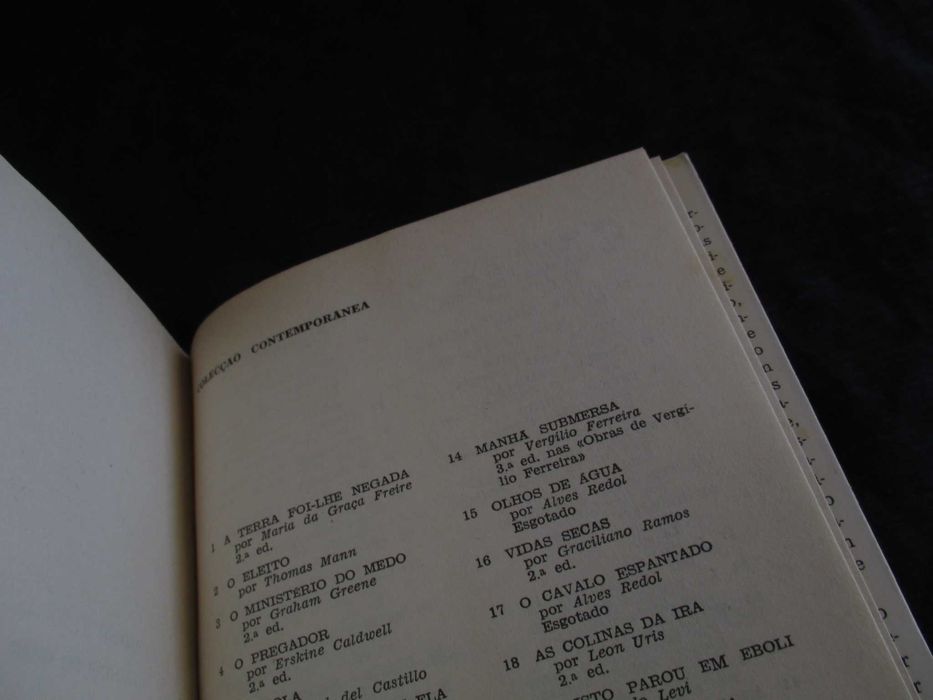 COLECÇÃO CONTEMPORANEA
1 A TERRA FOI-LHE NEGADA
por Maria da Graça Freire
2.ª ed.
2 O ELEITO
por Thomas Mann
3 O MINISTÉRIO DO MEDO
por Graham Greene
2.ª ed.
4 O PREGADOR
por Erskine Caldwell
2.ª ed.
del Castillo
14 MANHÃ SUBMERSA
por Vergílio Ferreira
3.ª ed. nas «Obras de Vergí-
lio Ferreira»
15 OLHOS DE ÁGUA
por Alves Redol
Esgotado
16 VIDAS SECAS
por Graciliano Ramos
2.ª ed.
17 O CAVALO ESPANTADO
por Alves Redol
Esgotado
18 AS COLINAS DA IRA
por Leon Uris
2.ª ed.
PAROU EM EBOLI
Levi